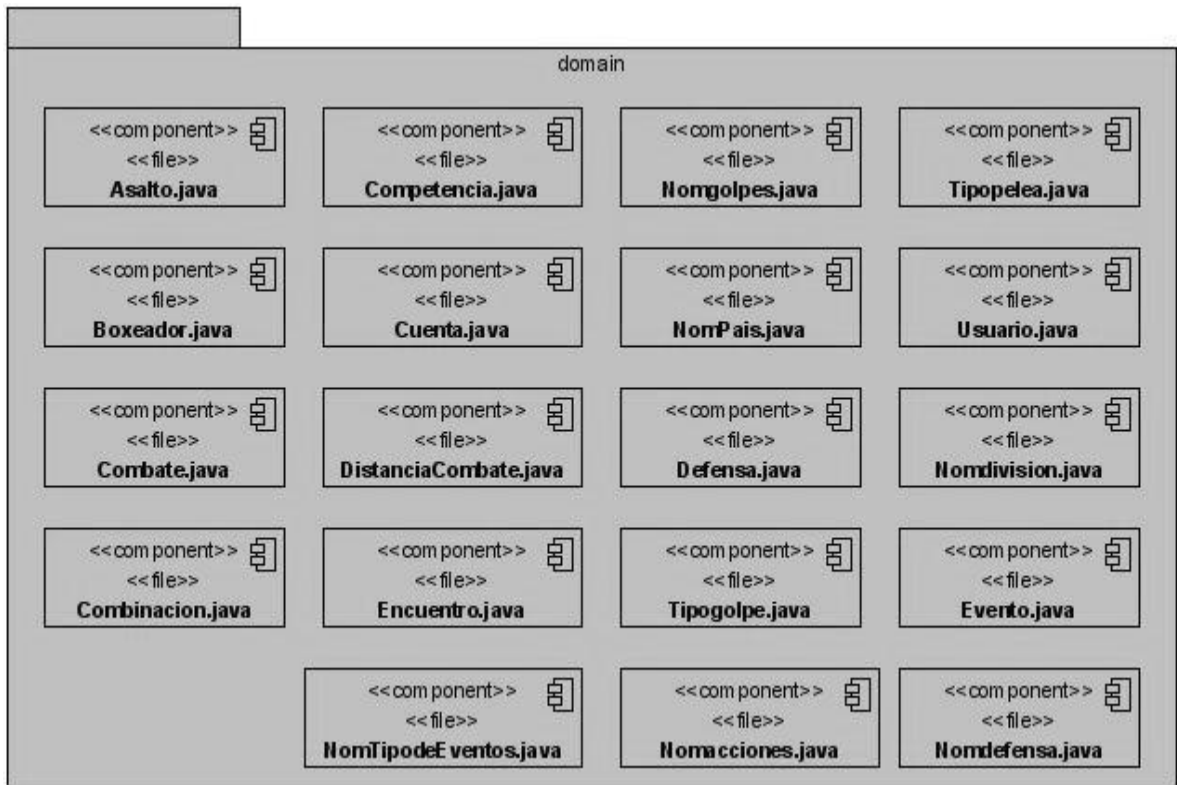 domain
<<component>>
<<file>>
Asalto.java
<<component>>
<<file>>
Competencia.java
<<component>>
<<file>>
Nomgolpes.java
<<component>>
<<file>>
Tipopelea.java
<<component>>
<<file>>
Boxeador.java
<<component>>
<<file>>
Cuenta.java
<<component>>
<<file>>
NomPais.java
<<component>>
<<file>>
Usuario.java
<<component>>
<<file>>
Combate.java
<<component>>
<<file>>
DistanciaCombate.java
<<component>>
<<file>>
Defensa.java
<<component>>
<<file>>
Nomdivision.java
<<component>>
<<file>>
Combinacion.java
<<component>>
<<file>>
Encuentro.java
<<component>>
<<file>>
Tipogolpe.java
<<component>>
<<file>>
Evento.java
<<component>>
<<file>>
NomTipodeEventos.java
<<component>>
<<file>>
Nomacciones.java
<<component>>
<<file>>
Nomdefensa.java